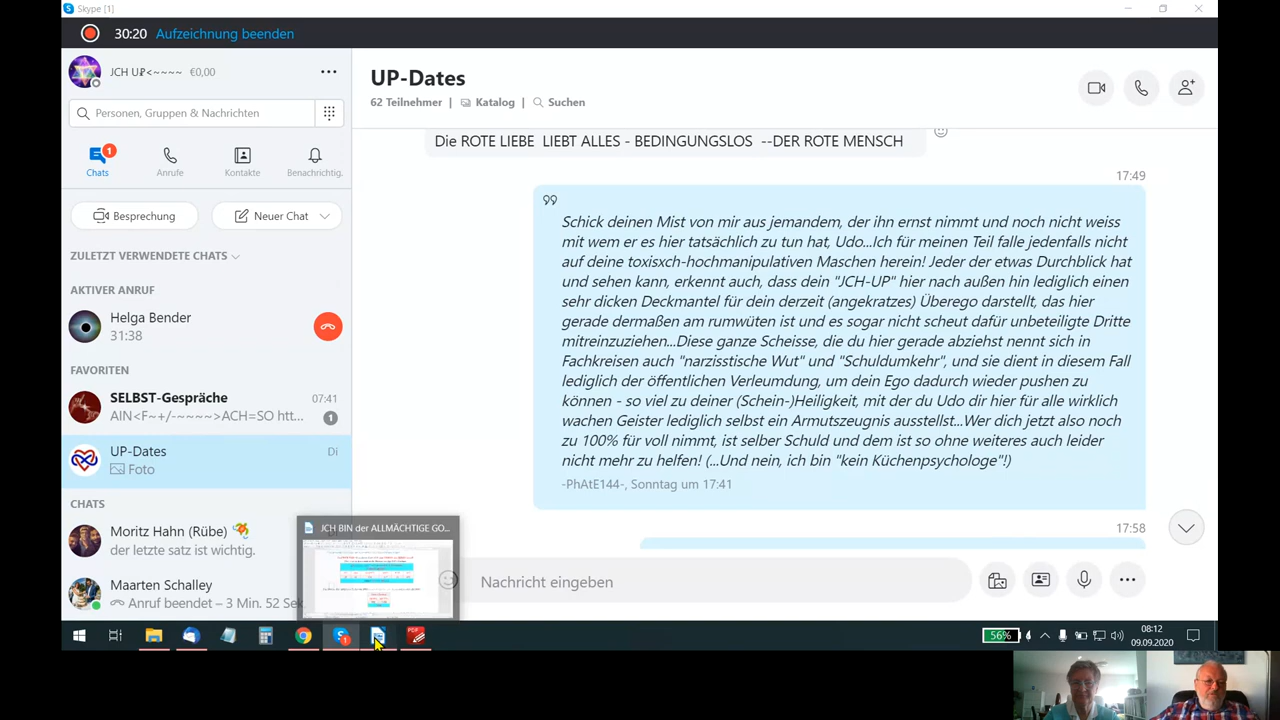 Skype [1]
30:20 Aufzeichnung beenden
€0,00
Personen, Gruppen & Nachrichten
Chats
1
Anrufe
Kontakte
Benachrichtig.
Besprechung
Neuer Chat
ZULETZT VERWENDETE CHATS
AKTIVER ANRUF
Helga Bender
31:38
FAVORITEN
SELBST-Gespräche 07:41
AIN<F~+/-~~~~>ACH=SO htt... 1
UP-Dates Di
Foto
CHATS
Moritz Hahn (Rübe)
der letzte satz ist wichtig.
Maarten Schalley
Anruf beendet – 3 Min. 52 Sek.
UP-Dates
62 Teilnehmer | Katalog | Suchen
Die ROTE LIEBE LIEBT ALLES - BEDINGUNGSLOS --DER ROTE MENSCH
17:49
Schick deinen Mist von mir aus jemandem, der ihn ernst nimmt und noch nicht weiss
mit wem er es hier tatsächlich zu tun hat, Udo...Ich für meinen Teil falle jedenfalls nicht
auf deine toxisxch-hochmanipulativen Maschen herein! Jeder der etwas Durchblick hat
und sehen kann, erkennt auch, dass dein "JCH-UP" hier nach außen hin lediglich einen
sehr dicken Deckmantel für dein derzeit (angekratzes) Überego darstellt, das hier
gerade dermaßen am rumwüten ist und es sogar nicht scheut dafür unbeteiligte Dritte
mitreinzuziehen...Diese ganze Scheisse, die du hier gerade abziehst nennt sich in
Fachkreisen auch "narzisstische Wut" und "Schuldumkehr", und sie dient in diesem Fall
lediglich der öffentlichen Verleumdung, um dein Ego dadurch wieder pushen zu
können - so viel zu deiner (Schein-)Heiligkeit, mit der du Udo dir hier für alle wirklich
wachen Geister lediglich selbst ein Armutszeugnis ausstellst...Wer dich jetzt also noch
zu 100% für voll nimmt, ist selber Schuld und dem ist so ohne weiteres auch leider
nicht mehr zu helfen! (...Und nein, ich bin "kein Küchenpsychologe"!)
-PhAtE144-, Sonntag um 17:41
17:58
JCH BIN der ALLMÄCHTIGE GO...
Nachricht eingeben
PDF
56%
08:12
09.09.2020